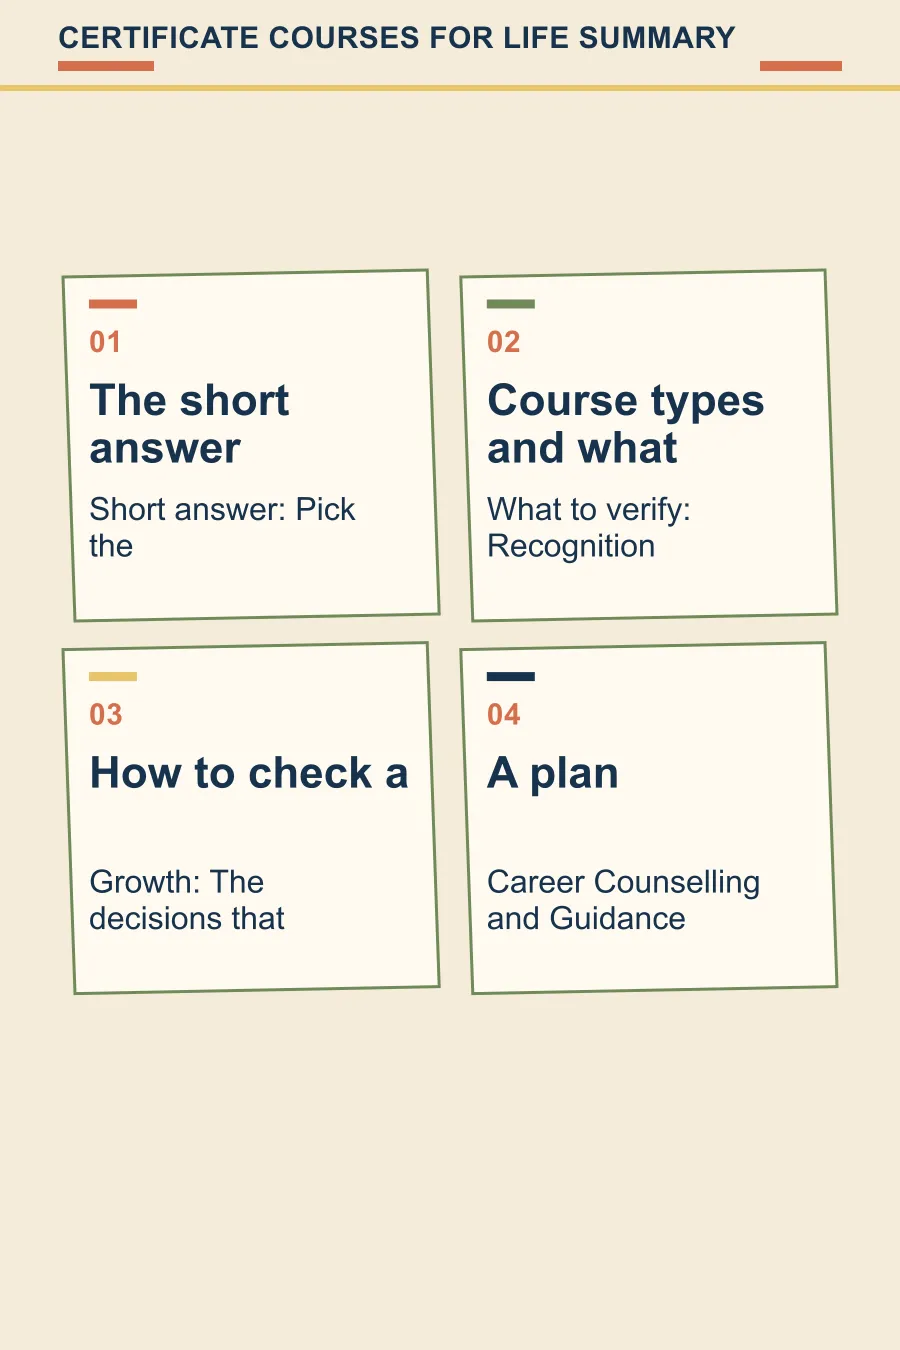 CERTIFICATE COURSES FOR LIFE SUMMARY
01
The short
answer
Short answer: Pick
the
02
Course types
and what
What to verify:
Recognition
03
How to check a
Growth: The
decisions that
04
A plan
Career Counselling
and Guidance